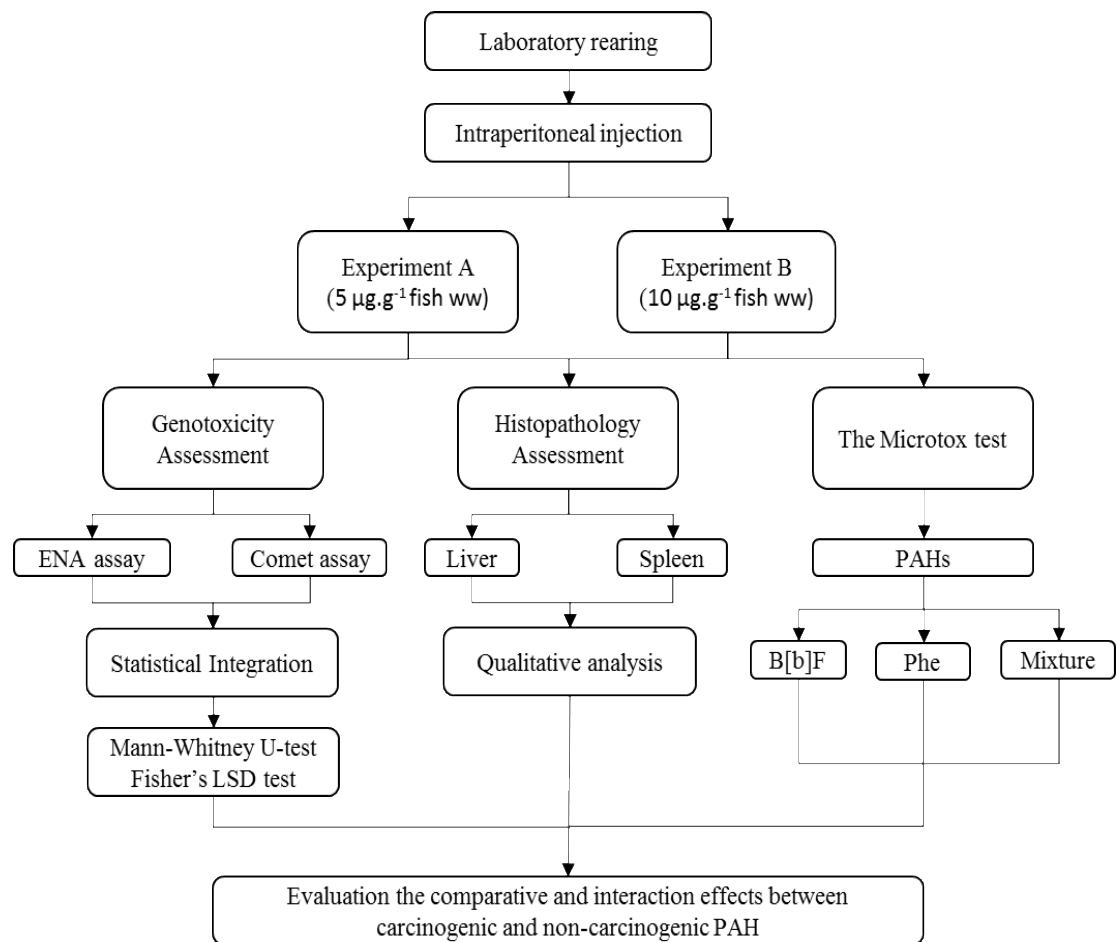 Laboratory rearing
Intraperitoneal injection
Experiment A
(5 µg.g⁻¹ fish ww)
Experiment B
(10 µg.g⁻¹ fish ww)
Genotoxicity
Assessment
Histopathology
Assessment
The Microtox test
ENA assay
Comet assay
Liver
Spleen
PAHs
Statistical Integration
Qualitative analysis
B[b]F
Phe
Mixture
Mann-Whitney U-test
Fisher’s LSD test
Evaluation the comparative and interaction effects between
carcinogenic and non-carcinogenic PAH